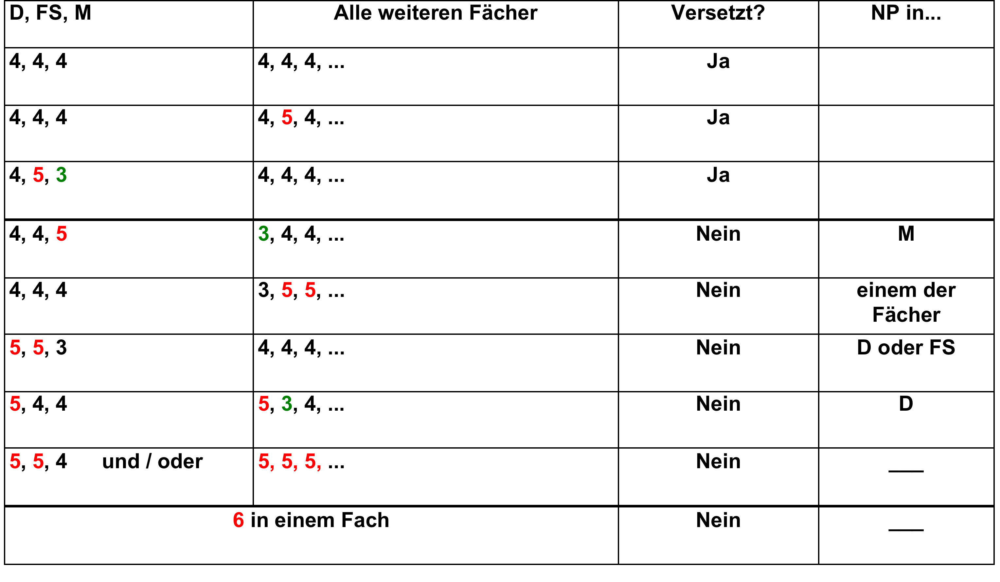 D, FS, M Alle weiteren Fächer Versetzt? NP in...
4, 4, 4 4, 4, 4, ... Ja
4, 4, 4 4, 5, 4, ... Ja
4, 5, 3 4, 4, 4, ... Ja
4, 4, 5 3, 4, 4, ... Nein M
4, 4, 4 3, 5, 5, ... Nein einem der
Fächer
5, 5, 3 4, 4, 4, ... Nein D oder FS
5, 4, 4 5, 3, 4, ... Nein D
5, 5, 4 und / oder 5, 5, 5, ... Nein ___
6 in einem Fach Nein ___